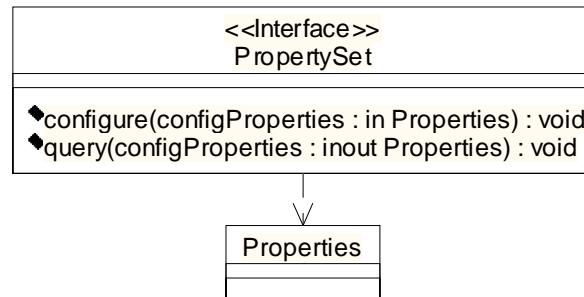 <<Interface>>
PropertySet
configure(configProperties : in Properties) : void
query(configProperties : inout Properties) : void
Properties